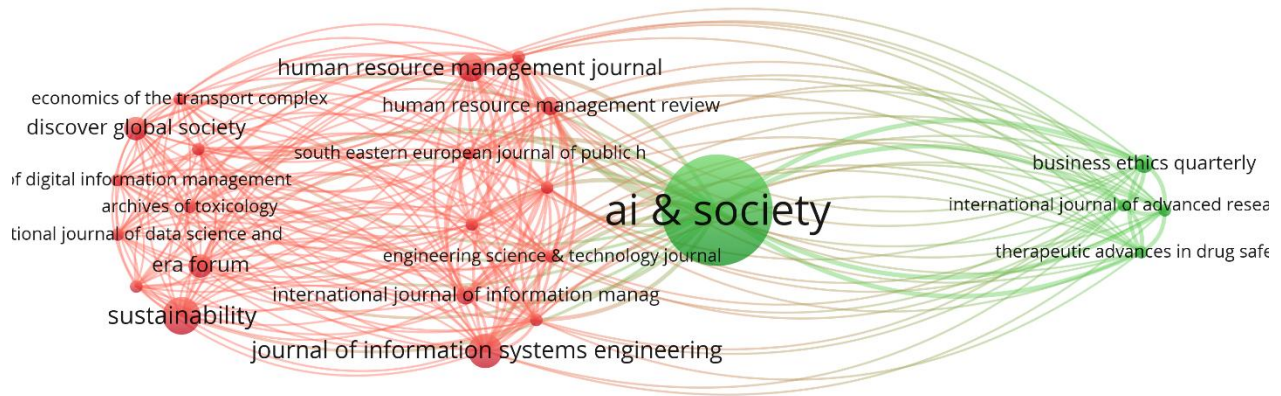 human resource management journal
economics of the transport complex
human resource management review
discover global society
south eastern european journal of public h
business ethics quarterly
of digital information management
archives of toxicology
international journal of advanced resea
ai & society
tional journal of data science and
therapeutic advances in drug safe
engineering science & technology journal
era forum
international journal of information manag
sustainability
journal of information systems engineering